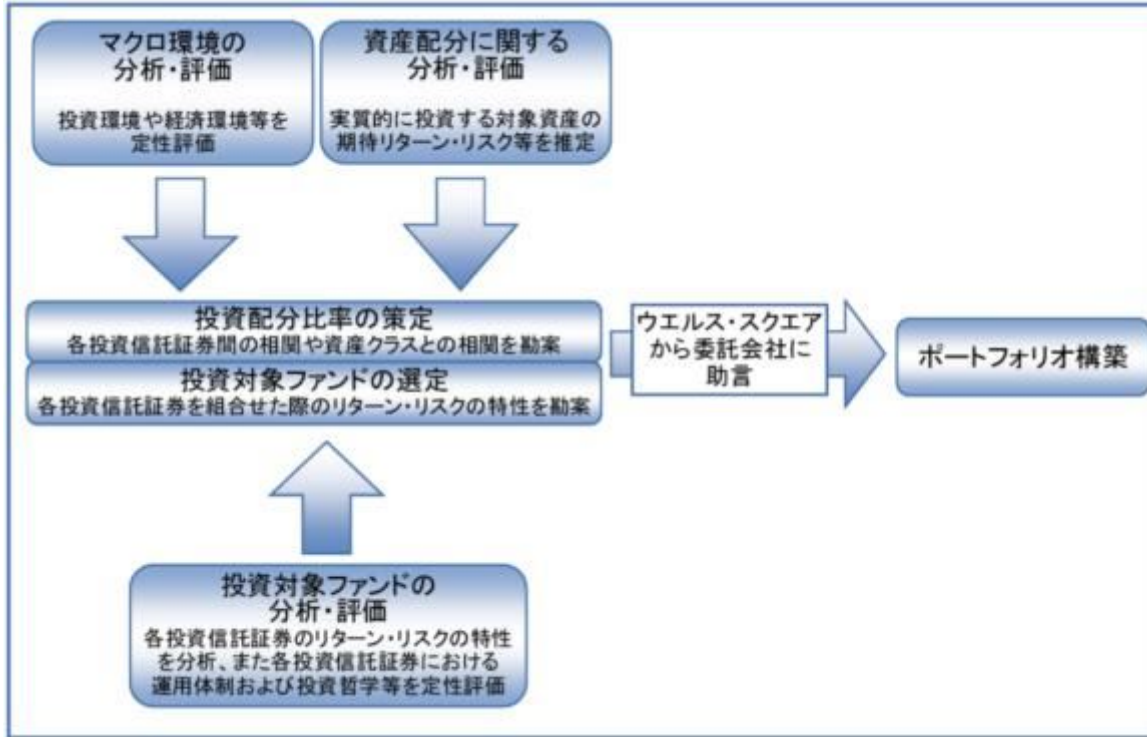 マクロ環境の
分析・評価
投資環境や経済環境等を
定性評価
資産配分に関する
分析・評価
実質的に投資する対象資産の
期待リターン・リスク等を推定
投資配分比率の策定
各投資信託証券間の相関や資産クラスとの相関を勘案
投資対象ファンドの選定
各投資信託証券を組合せた際のリターン・リスクの特性を勘案
ウエルス・スクエア
から委託会社に
助言
ポートフォリオ構築
投資対象ファンドの
分析・評価
各投資信託証券のリターン・リスクの特性
を分析、また各投資信託証券における
運用体制および投資哲学等を定性評価